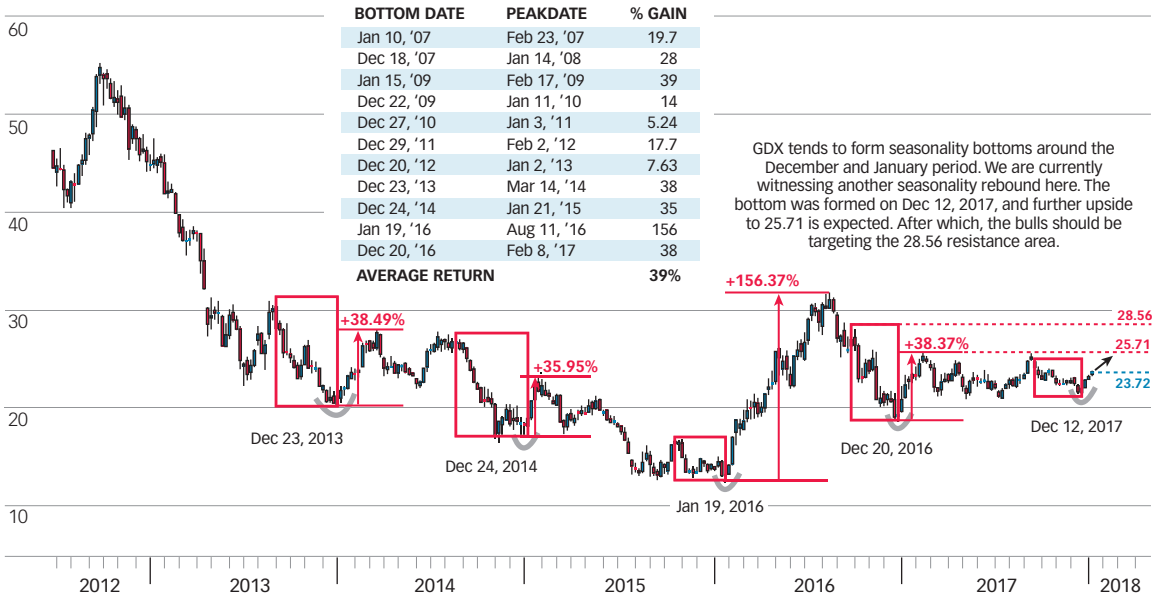 BOTTOM DATE PEAKDATE % GAIN
Jan 10, '07 Feb 23, '07 19.7
Dec 18, '07 Jan 14, '08 28
Jan 15, '09 Feb 17, '09 39
Dec 22, '09 Jan 11, '10 14
Dec 27, '10 Jan 3, '11 5.24
Dec 29, '11 Feb 2, '12 17.7
Dec 20, '12 Jan 2, '13 7.63
Dec 23, '13 Mar 14, '14 38
Dec 24, '14 Jan 21, '15 35
Jan 19, '16 Aug 11, '16 156
Dec 20, '16 Feb 8, '17 38
AVERAGE RETURN 39%
GDX tends to form seasonality bottoms around the
December and January period. We are currently
witnessing another seasonality rebound here. The
bottom was formed on Dec 12, 2017, and further upside
to 25.71 is expected. After which, the bulls should be
targeting the 28.56 resistance area.
60
50
40
30
20
10
+38.49%
+35.95%
+156.37%
+38.37%
28.56
25.71
23.72
Dec 23, 2013
Dec 24, 2014
Jan 19, 2016
Dec 20, 2016
Dec 12, 2017
2012 2013 2014 2015 2016 2017 2018